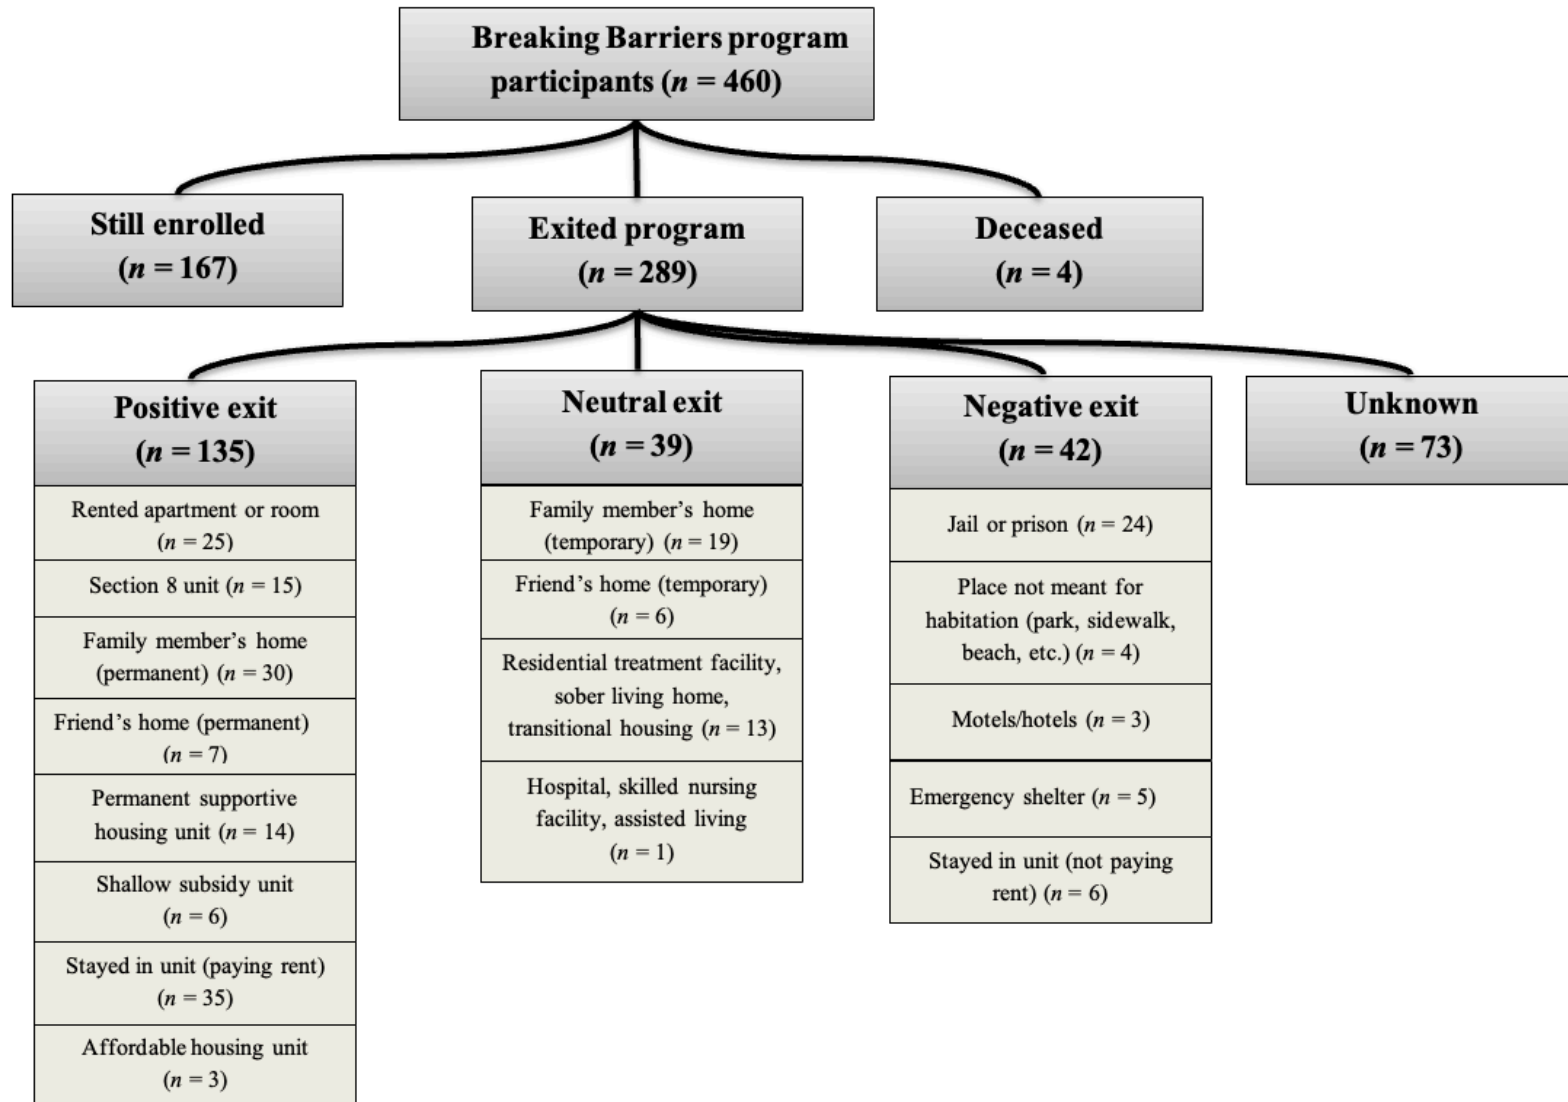 Breaking Barriers program
participants (n = 460)
Still enrolled
(n = 167)
Exited program
(n = 289)
Deceased
(n = 4)
Positive exit
(n = 135)
Rented apartment or room
(n = 25)
Section 8 unit (n = 15)
Family member’s home
(permanent) (n = 30)
Friend’s home (permanent)
(n = 7)
Permanent supportive
housing unit (n = 14)
Shallow subsidy unit
(n = 6)
Stayed in unit (paying rent)
(n = 35)
Affordable housing unit
(n = 3)
Neutral exit
(n = 39)
Family member’s home
(temporary) (n = 19)
Friend’s home (temporary)
(n = 6)
Residential treatment facility,
sober living home,
transitional housing (n = 13)
Hospital, skilled nursing
facility, assisted living
(n = 1)
Negative exit
(n = 42)
Jail or prison (n = 24)
Place not meant for
habitation (park, sidewalk,
beach, etc.) (n = 4)
Motels/hotels (n = 3)
Emergency shelter (n = 5)
Stayed in unit (not paying
rent) (n = 6)
Unknown
(n = 73)